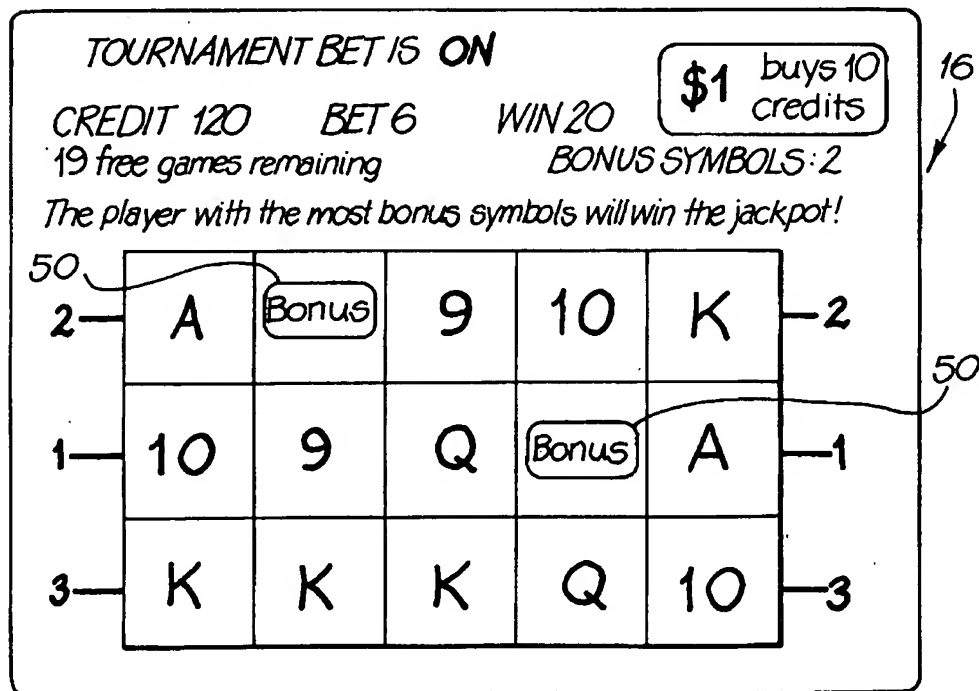 TOURNAMENT BET IS ON
$1 buys 10
credits
16
CREDIT 120 BET 6 WIN 20
19 free games remaining BONUS SYMBOLS: 2
The player with the most bonus symbols will win the jackpot!
50
2 A Bonus 9 10 K 2
50
1 10 9 Q Bonus A 1
3 K K K Q 10 3